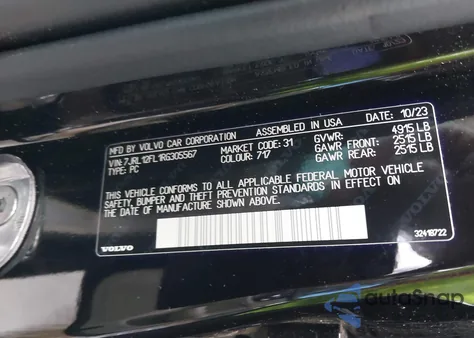 MFD BY VOLVO CAR CORPORATION ASSEMBLED IN USA DATE: 10/23
VIN: 7JRL12FL1RG305567 MARKET CODE: 31 GVWR: 4915 LB
TYPE: PC COLOUR: 717 GAWR FRONT: 2515 LB
GAWR REAR: 2515 LB
THIS VEHICLE CONFORMS TO ALL APPLICABLE FEDERAL MOTOR VEHICLE
SAFETY, BUMPER AND THEFT PREVENTION STANDARDS IN EFFECT ON
THE DATE OF MANUFACTURE SHOWN ABOVE.
VOLVO 32418722
autoSnap